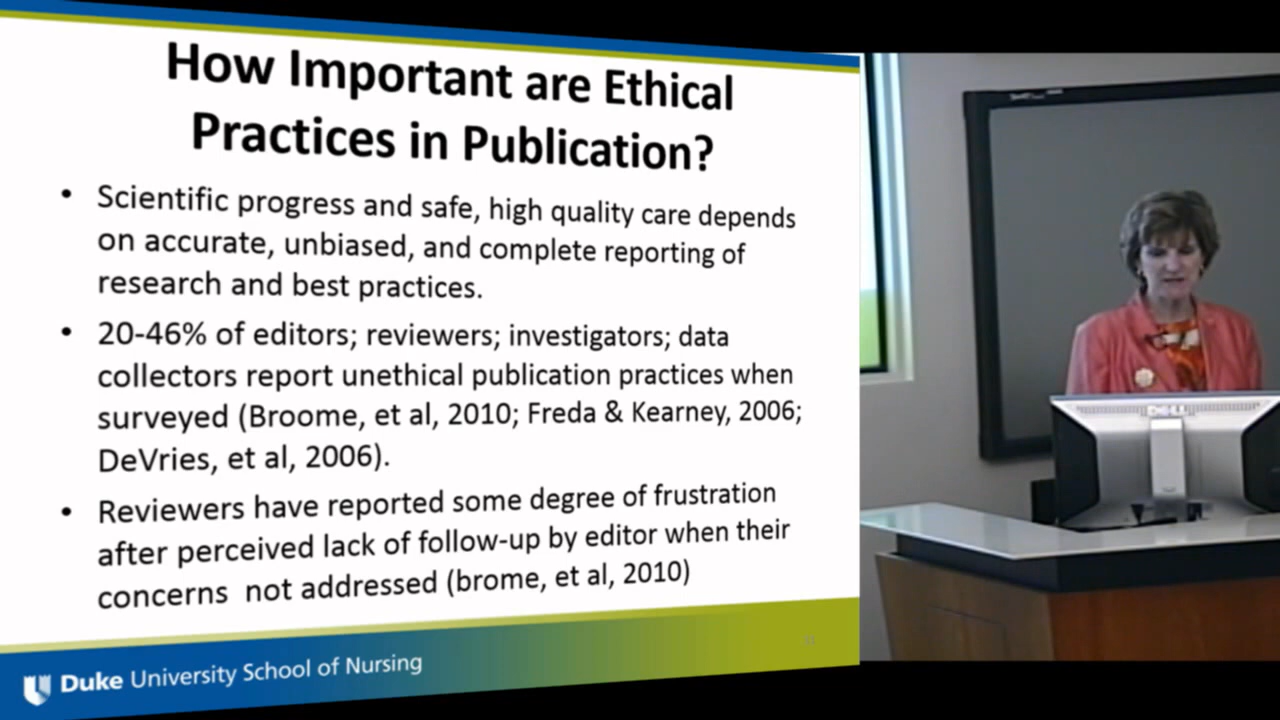 How Important are Ethical
Practices in Publication?
• Scientific progress and safe, high quality care depends
on accurate, unbiased, and complete reporting of
research and best practices.
• 20-46% of editors; reviewers; investigators; data
collectors report unethical publication practices when
surveyed (Broome, et al, 2010; Freda & Kearney, 2006;
DeVries, et al, 2006).
• Reviewers have reported some degree of frustration
after perceived lack of follow-up by editor when their
concerns  not addressed (brome, et al, 2010)
Duke University School of Nursing
DELL